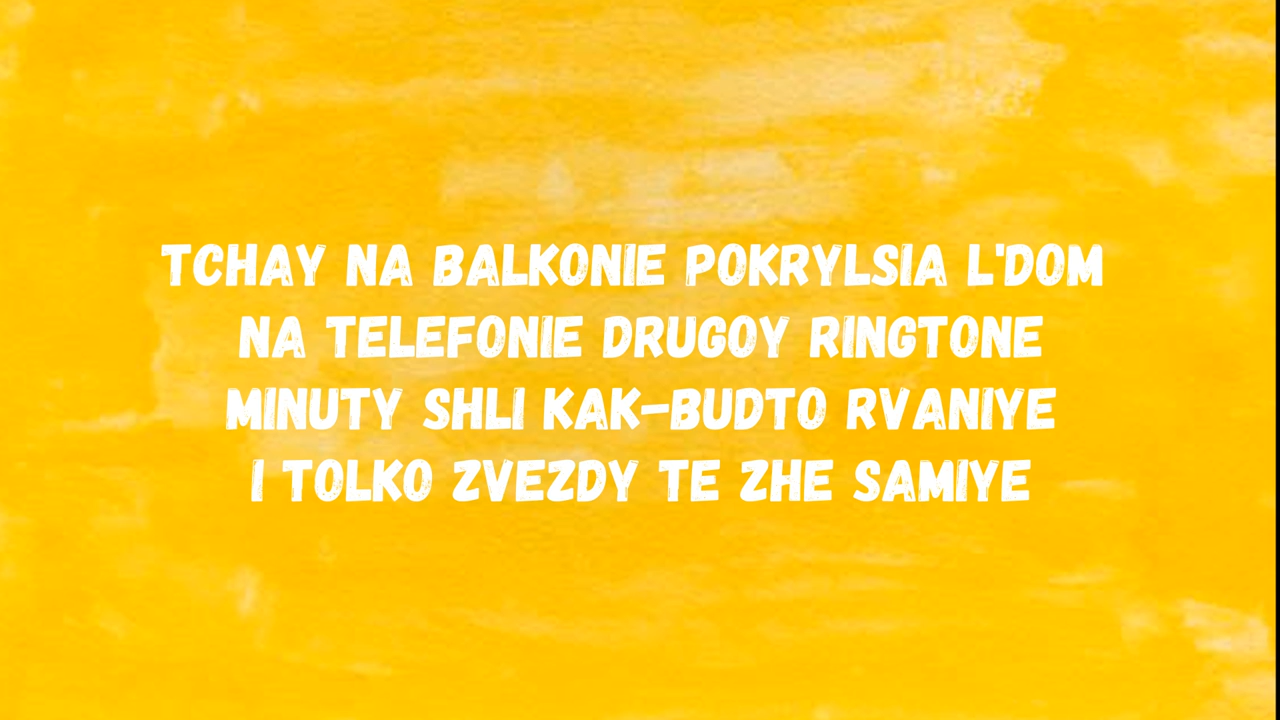 TCHAY NA BALKONIE POKRYLSIA L'DOM
NA TELEFONIE DRUGOY RINGTONE
MINUTY SHLI KAK-BUDTO RVANIYE
I TOLKO ZVEZDY TE ZHE SAMIYE